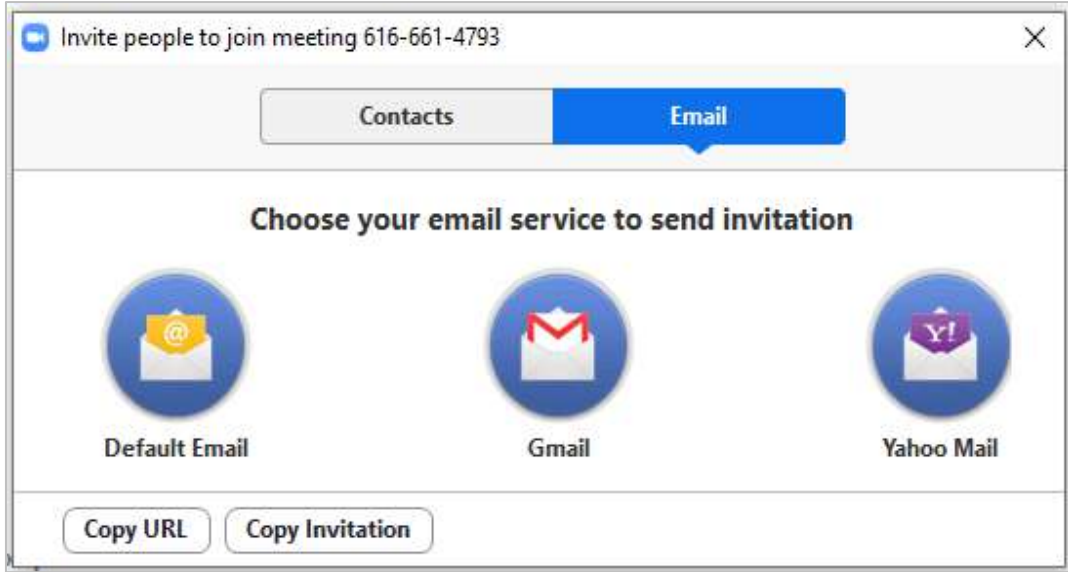 Invite people to join meeting 616-661-4793
Contacts Email
Choose your email service to send invitation
@ Y!
Default Email Gmail Yahoo Mail
Copy URL Copy Invitation